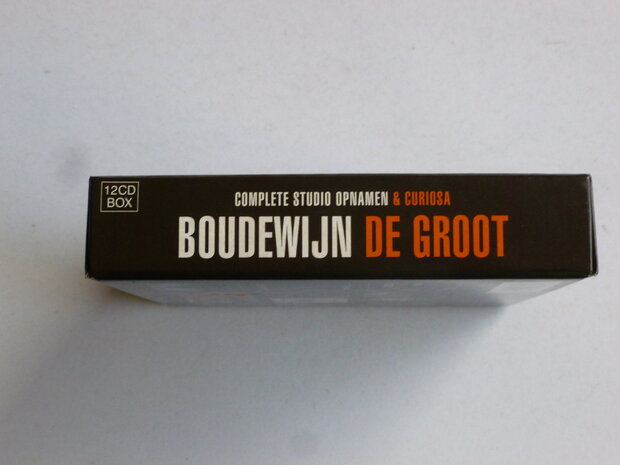 12CD
BOX
COMPLETE STUDIO OPNAMEN & CURIOSA
BOUDEWIJN DE GROOT